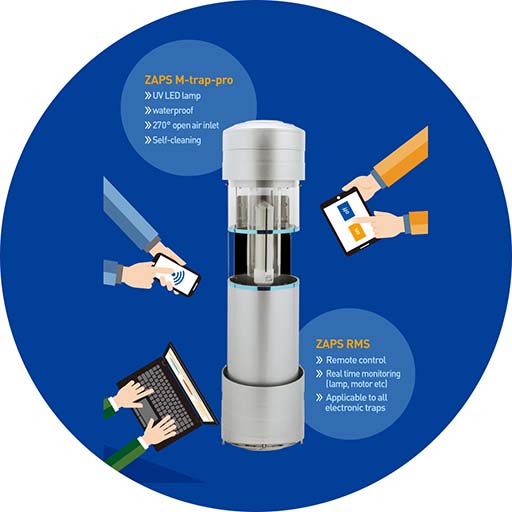 ZAPS M-trap-pro
» UV LED lamp
» waterproof
» 270° open air inlet
» Self-cleaning
ZAPS RMS
» Remote control
» Real time monitoring
(lamp, motor etc)
» Applicable to all
electronic traps